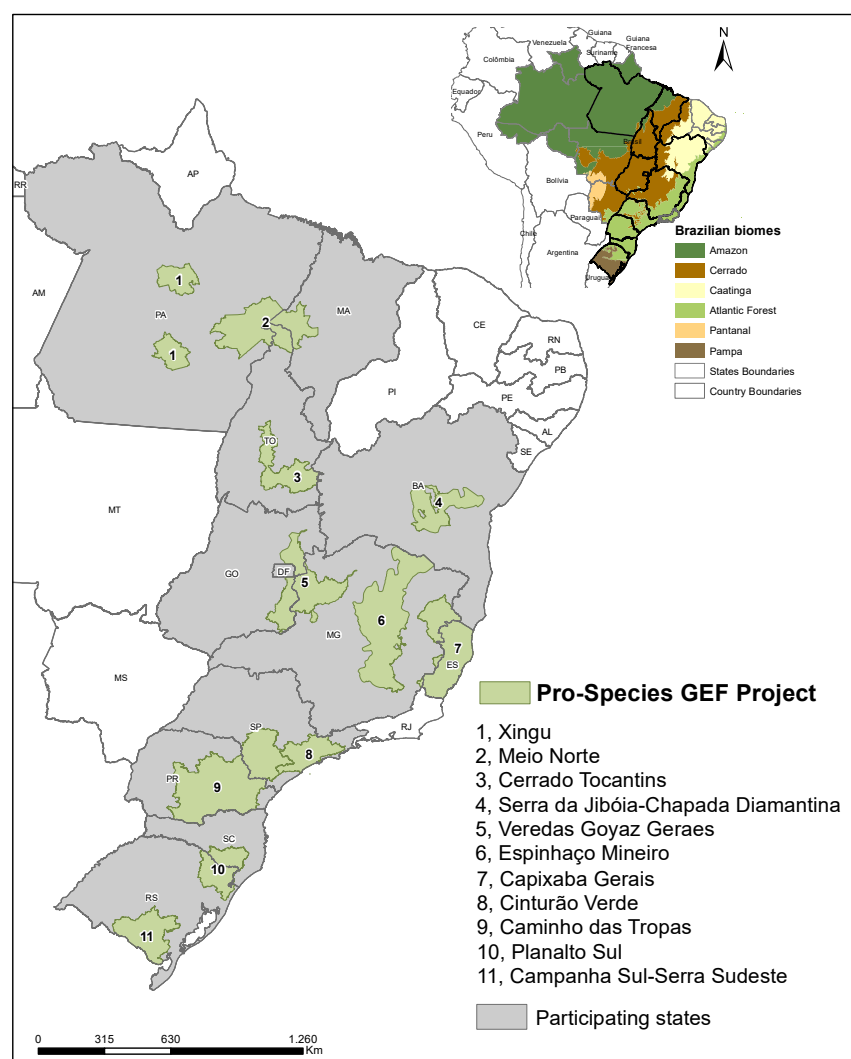 N
Guiana
Venezuela
Suriname
Guiana
Francesa
Colômbia
Equador
Peru
Brasil
Bolívia
Paraguai
Chile
Argentina
Uruguai
Brazilian biomes
Amazon
Cerrado
Caatinga
Atlantic Forest
Pantanal
Pampa
States Boundaries
Country Boundaries
RR
AP
AM
PA
1
1
2
MA
CE
RN
PB
PI
PE
AL
SE
TO
3
MT
BA
4
GO
DF
5
6
MG
7
ES
MS
RJ
SP
8
PR
9
SC
10
RS
11
Pro-Species GEF Project
1, Xingu
2, Meio Norte
3, Cerrado Tocantins
4, Serra da Jibóia-Chapada Diamantina
5, Veredas Goyaz Geraes
6, Espinhaço Mineiro
7, Capixaba Gerais
8, Cinturão Verde
9, Caminho das Tropas
10, Planalto Sul
11, Campanha Sul-Serra Sudeste
Participating states
0 315 630 1.260
Km